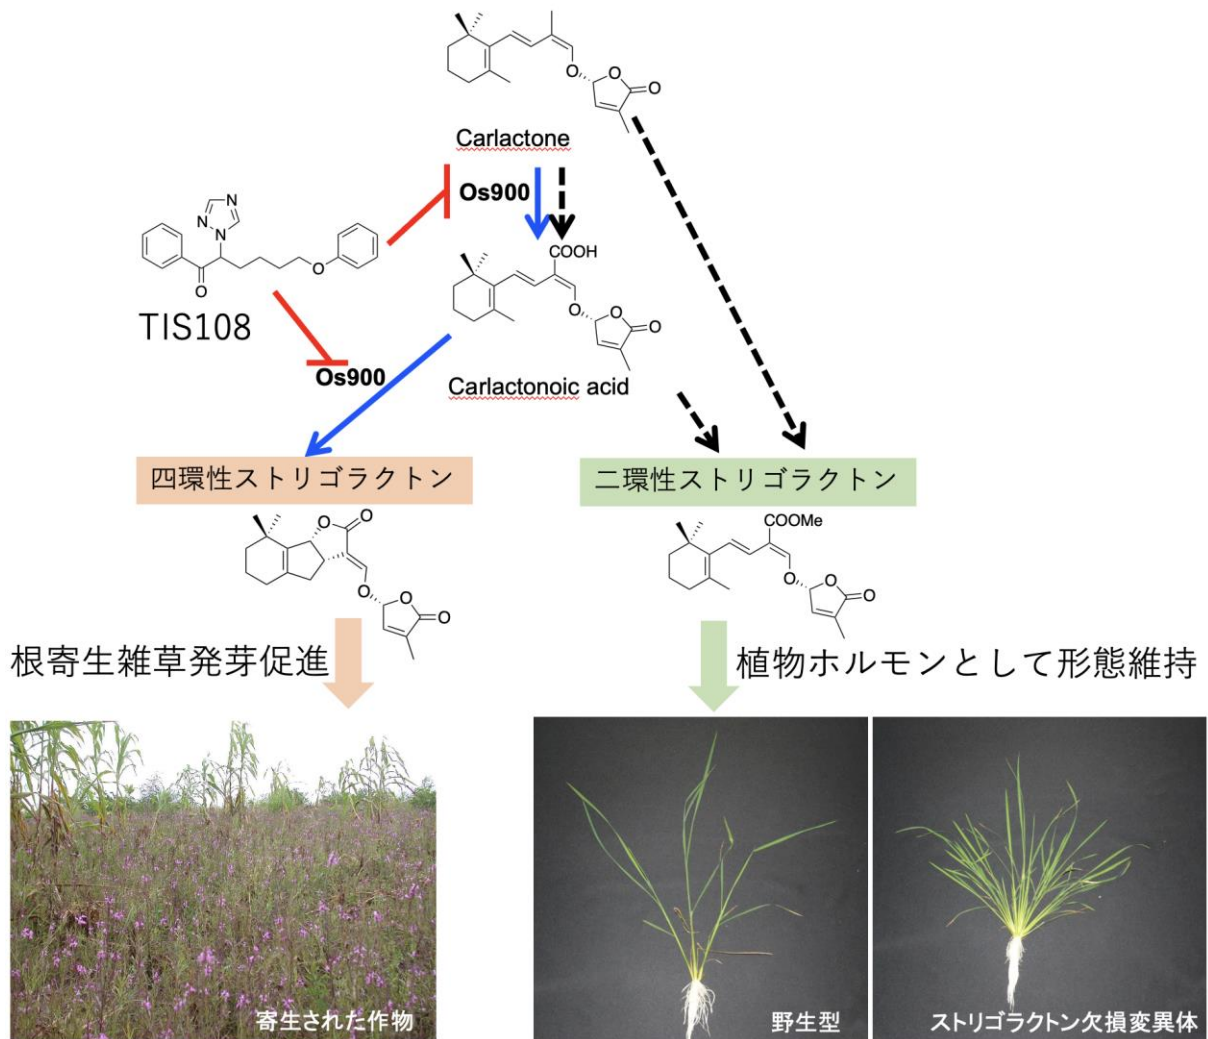 O
O
O
Carlactone
Os900
N
N
N
O
O
TIS108
COOH
O
O
O
Os900
Carlactonoic acid
四環性ストリゴラクトン
二環性ストリゴラクトン
O
O
O
O
O
COOMe
O
O
O
根寄生雑草発芽促進
植物ホルモンとして形態維持
寄生された作物
野生型
ストリゴラクトン欠損変異体